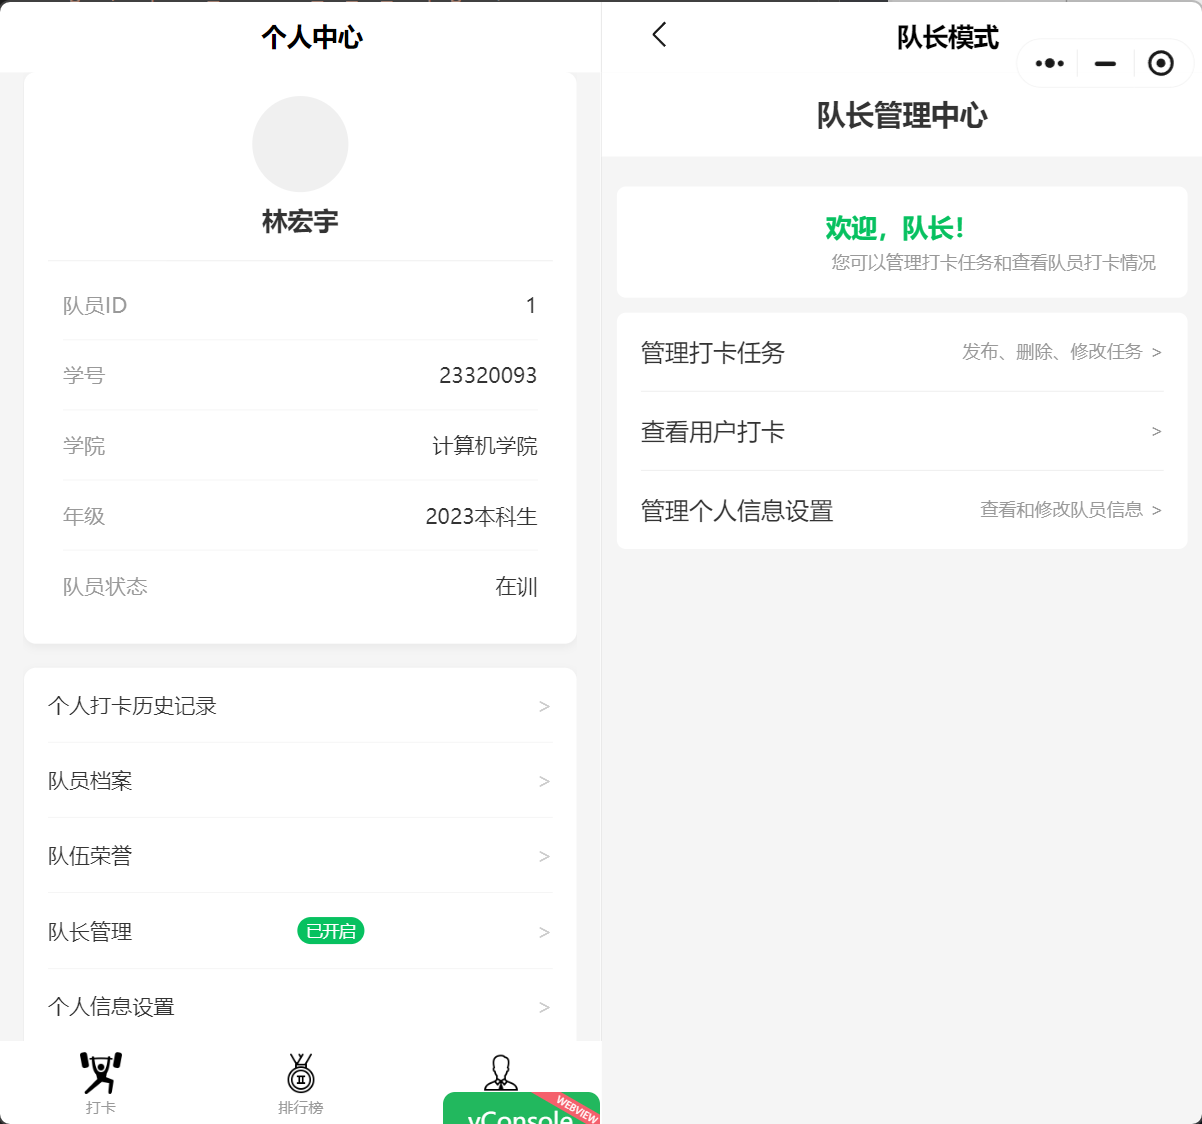 个人中心
林宏宇
队员ID 1
学号 23320093
学院 计算机学院
年级 2023本科生
队员状态 在训
个人打卡历史记录 >
队员档案 >
队伍荣誉 >
队长管理 已开启 >
个人信息设置 >
打卡 排行榜
vConsole
WEBVIEW
队长模式
队长管理中心
欢迎，队长！
您可以管理打卡任务和查看队员打卡情况
管理打卡任务 发布、删除、修改任务 >
查看用户打卡 >
管理个人信息设置 查看和修改队员信息 >